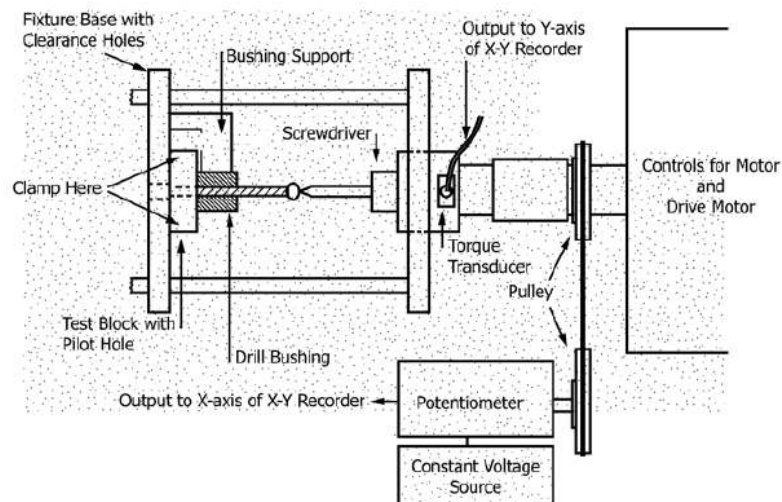 Fixture Base with
Clearance Holes
Bushing Support
Output to Y-axis
of X-Y Recorder
Screwdriver
Clamp Here
Controls for Motor
and
Drive Motor
Torque
Transducer
Pulley
Test Block with
Pilot Hole
Drill Bushing
Output to X-axis of X-Y Recorder
Potentiometer
Constant Voltage
Source